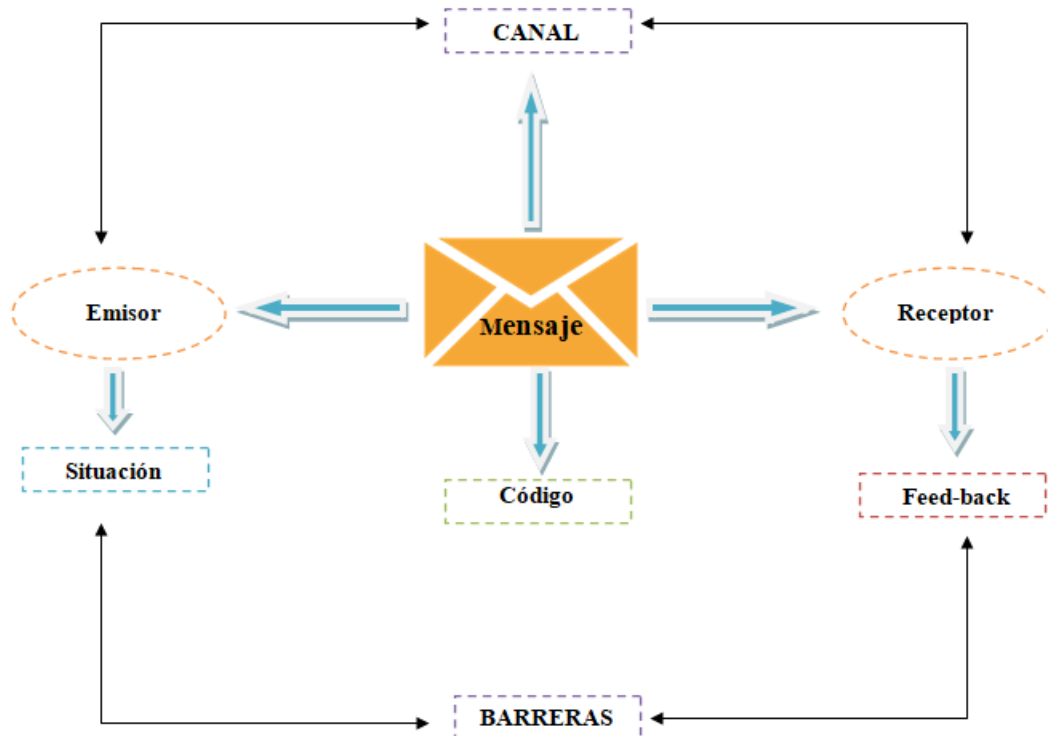 CANAL
Emisor
Mensaje
Receptor
Situación
Código
Feed-back
BARRERAS